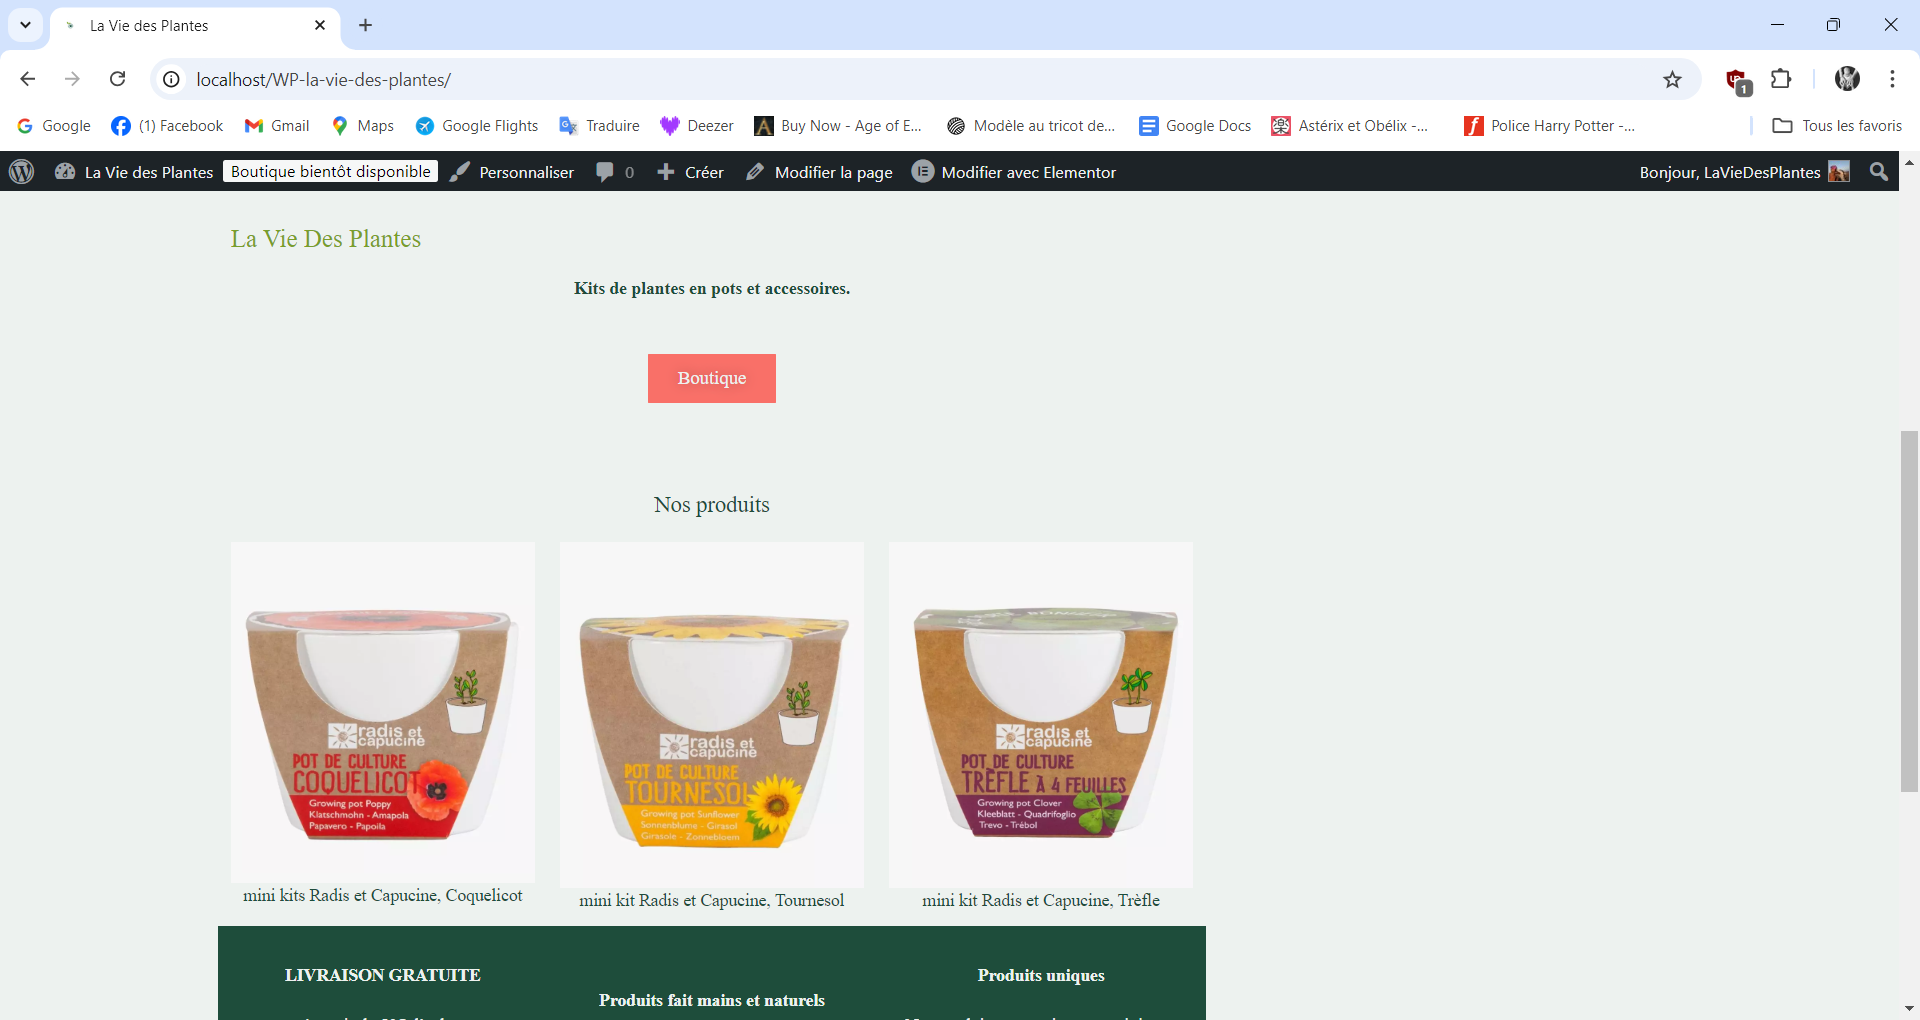 La Vie des Plantes
localhost/WP-la-vie-des-plantes/
1
Google (1) Facebook Gmail Maps Google Flights Traduire Deezer Buy Now - Age of E... Modèle au tricot de... Google Docs Astérix et Obélix -... Police Harry Potter -... Tous les favoris
La Vie des Plantes Boutique bientôt disponible Personnaliser 0 Créer Modifier la page Modifier avec Elementor Bonjour, LaVieDesPlantes
La Vie Des Plantes
Kits de plantes en pots et accessoires.
Boutique
Nos produits
radis et
capucine
POT DE CULTURE
COQUELICOT
Growing pot Poppy
Klatschmohn - Amapola
Papavero - Papoila
radis et
capucine
POT DE CULTURE
TOURNESOL
Growing pot Sunflower
Sonnenblume - Girasol
Girasole - Zonnebloem
radis et
capucine
POT DE CULTURE
TRÈFLE À 4 FEUILLES
Growing pot Clover
Kleeblatt - Quadrifoglio
Trevo - Trébol
mini kits Radis et Capucine, Coquelicot
mini kit Radis et Capucine, Tournesol
mini kit Radis et Capucine, Trèfle
LIVRAISON GRATUITE
Produits fait mains et naturels
Produits uniques